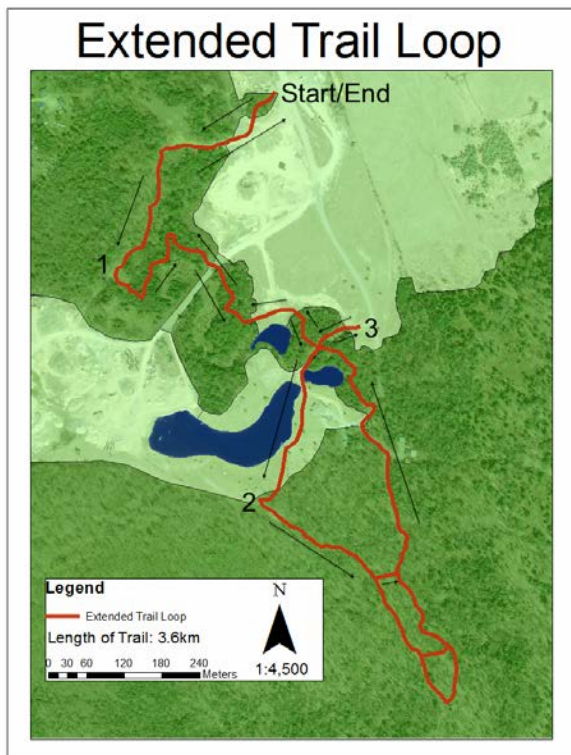 Extended Trail Loop
Start/End
1
3
2
Legend
Extended Trail Loop
Length of Trail: 3.6km
0 30 60 120 180 240
Meters
N
1:4,500